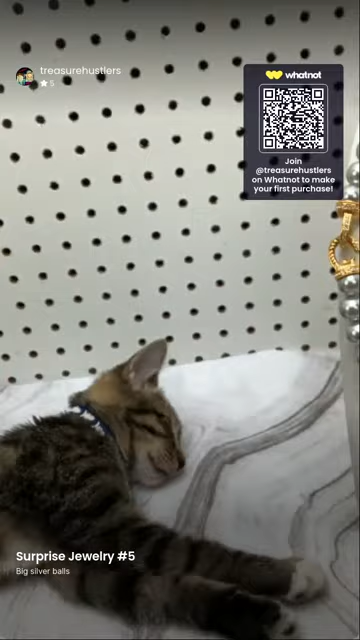 treasurehustlers
★ 5
whatnot
Join
@treasurehustlers
on Whatnot to make
your first purchase!
Surprise Jewelry #5
Big silver balls